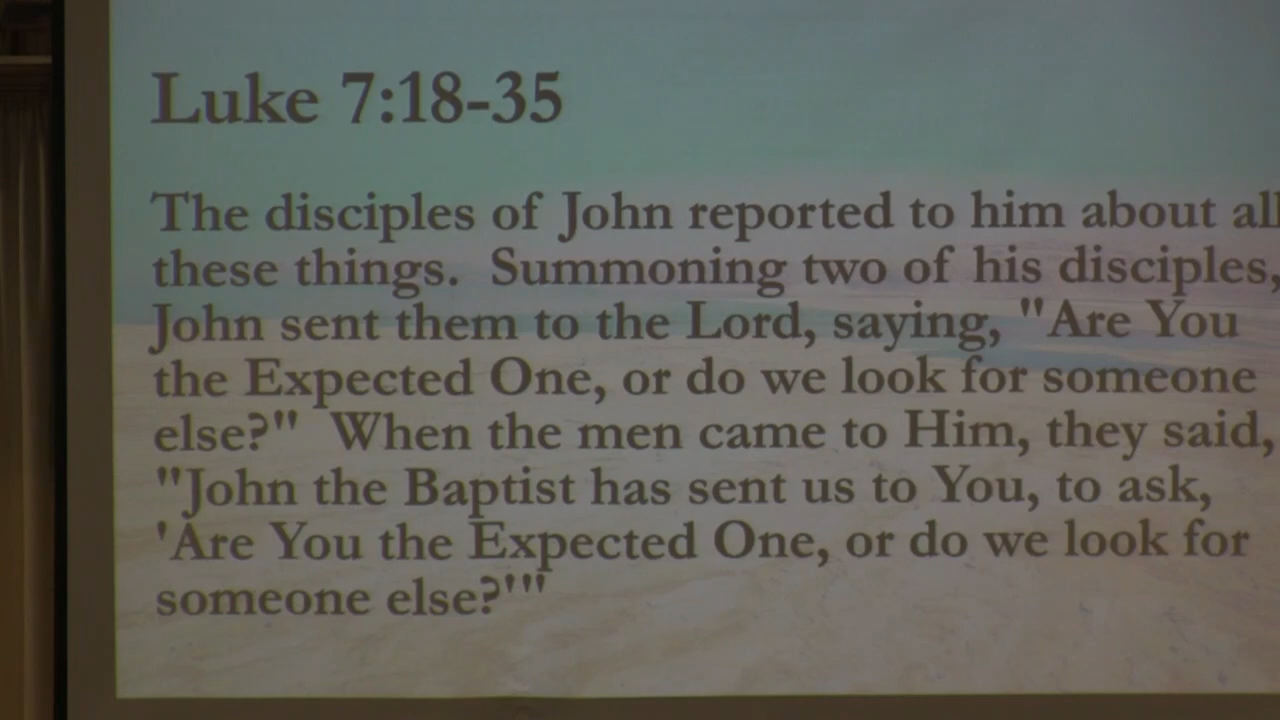 Luke 7:18-35
The disciples of John reported to him about all
these things.  Summoning two of his disciples,
John sent them to the Lord, saying, "Are You
the Expected One, or do we look for someone
else?"  When the men came to Him, they said,
"John the Baptist has sent us to You, to ask,
'Are You the Expected One, or do we look for
someone else?'"